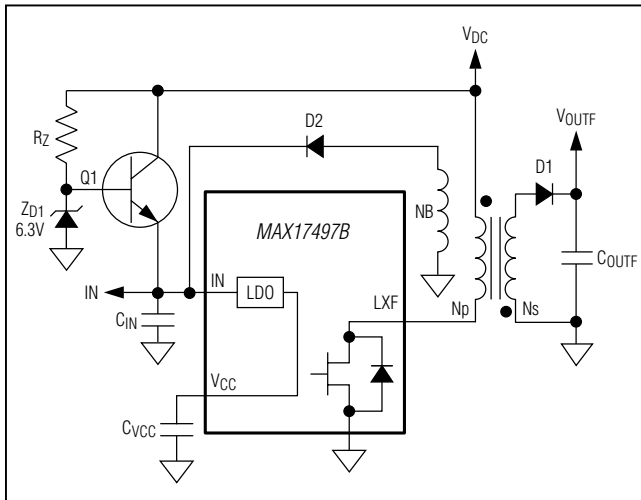 VDC
VOUTF
D2
D1
RZ
Q1
ZD1
6.3V
NB
MAX17497B
COUTF
IN
IN
LDO
LXF
Np
Ns
CIN
VCC
CVCC